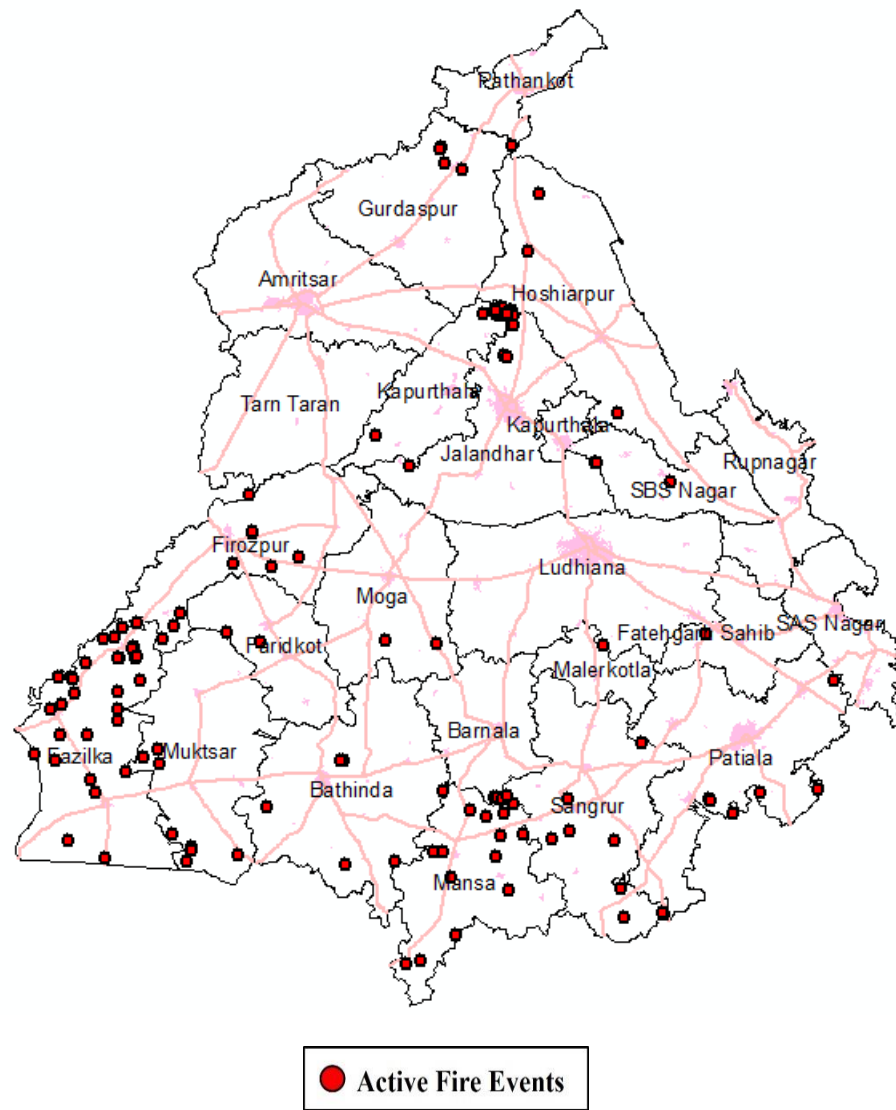 Pathankot
Gurdaspur
Amritsar
Hoshiarpur
Tarn Taran
Kapurthala
Kapurthala
Jalandhar
Rupnagar
SBS Nagar
Firozpur
Ludhiana
Moga
Faridkot
Fatehgarh Sahib
SAS Nagar
Malerkotla
Barnala
Fazilka
Muktsar
Patiala
Bathinda
Sangrur
Mansa
Active Fire Events